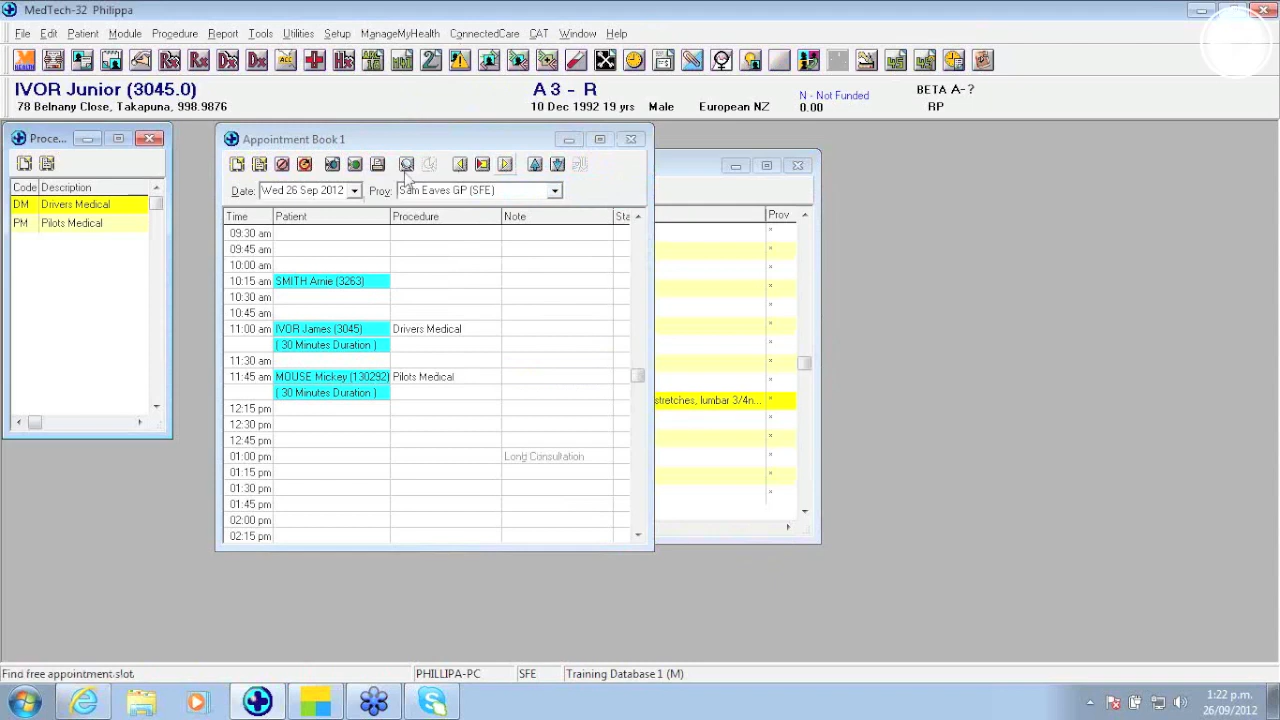 MedTech-32 Philippa
File Edit Patient Module Procedure Report Tools Utilities Setup ManageMyHealth ConnectedCare CAT Window Help
IVOR Junior (3045.0) A 3 - R N - Not Funded BETA A-?
78 Belnany Close, Takapuna, 998.9876 10 Dec 1992 19 yrs Male European NZ 0.00 RP
Proce...
Code Description
DM Drivers Medical
PM Pilots Medical
Appointment Book 1
Date: Wed 26 Sep 2012 Prov: Sam Eaves GP (SFE)
Time Patient Procedure Note Sta
09:30 am
09:45 am
10:00 am
10:15 am SMITH Arnie (3263)
10:30 am
10:45 am
11:00 am IVOR James (3045) Drivers Medical
( 30 Minutes Duration )
11:30 am
11:45 am MOUSE Mickey (130292) Pilots Medical
( 30 Minutes Duration )
12:15 pm
12:30 pm
12:45 pm
01:00 pm Long Consultation
01:15 pm
01:30 pm
01:45 pm
02:00 pm
02:15 pm
Prov
stretches, lumbar 3/4n...
Find free appointment slot PHILLIPA-PC SFE Training Database 1 (M)
1:22 p.m.
26/09/2012